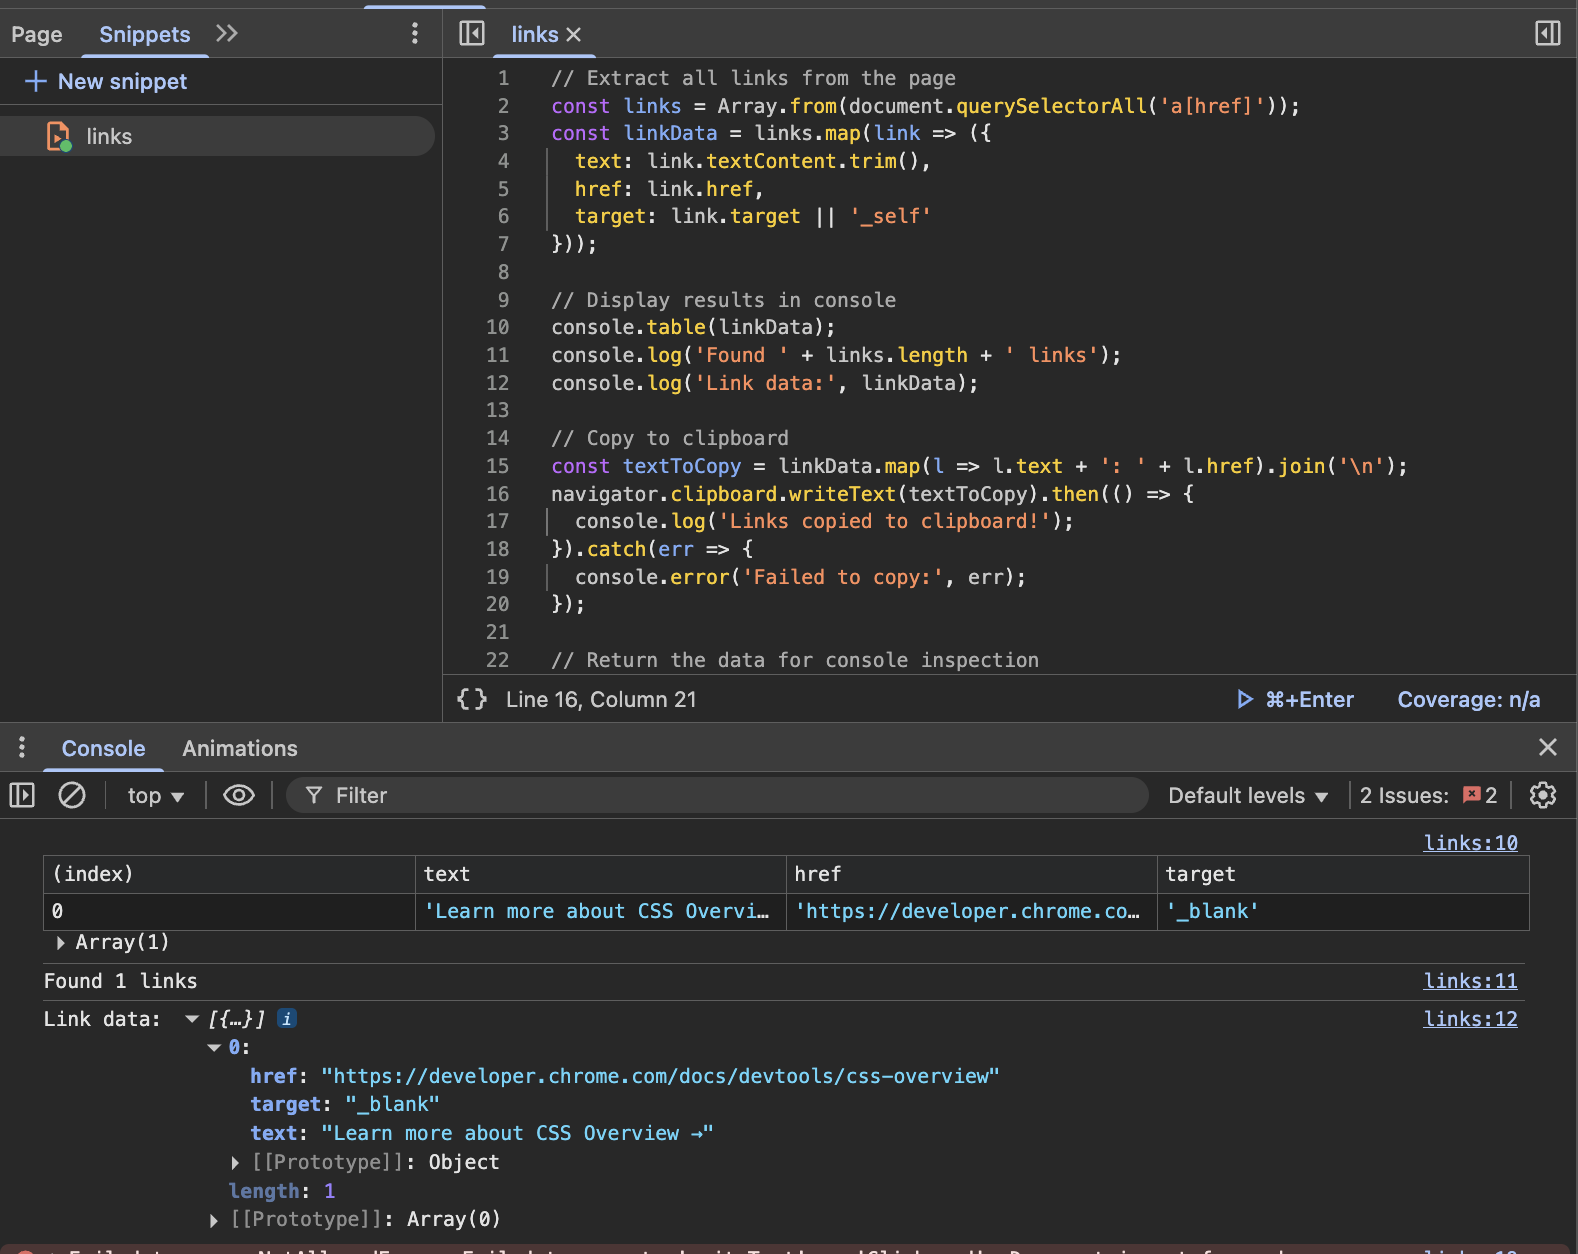 Page Snippets
links
New snippet
links
1 // Extract all links from the page
2 const links = Array.from(document.querySelectorAll('a[href]'));
3 const linkData = links.map(link => ({
4 text: link.textContent.trim(),
5 href: link.href,
6 target: link.target || '_self'
7 }));
8
9 // Display results in console
10 console.table(linkData);
11 console.log('Found ' + links.length + ' links');
12 console.log('Link data:', linkData);
13
14 // Copy to clipboard
15 const textToCopy = linkData.map(l => l.text + ': ' + l.href).join('\n');
16 navigator.clipboard.writeText(textToCopy).then(() => {
17 console.log('Links copied to clipboard!');
18 }).catch(err => {
19 console.error('Failed to copy:', err);
20 });
21
22 // Return the data for console inspection
{} Line 16, Column 21 ⌘+Enter Coverage: n/a
Console Animations
top Filter Default levels 2 Issues: 2
links:10
(index) text href target
0 'Learn more about CSS Overvi… 'https://developer.chrome.co… '_blank'
Array(1)
Found 1 links links:11
Link data: [{…}] i links:12
0:
href: "https://developer.chrome.com/docs/devtools/css-overview"
target: "_blank"
text: "Learn more about CSS Overview →"
[[Prototype]]: Object
length: 1
[[Prototype]]: Array(0)